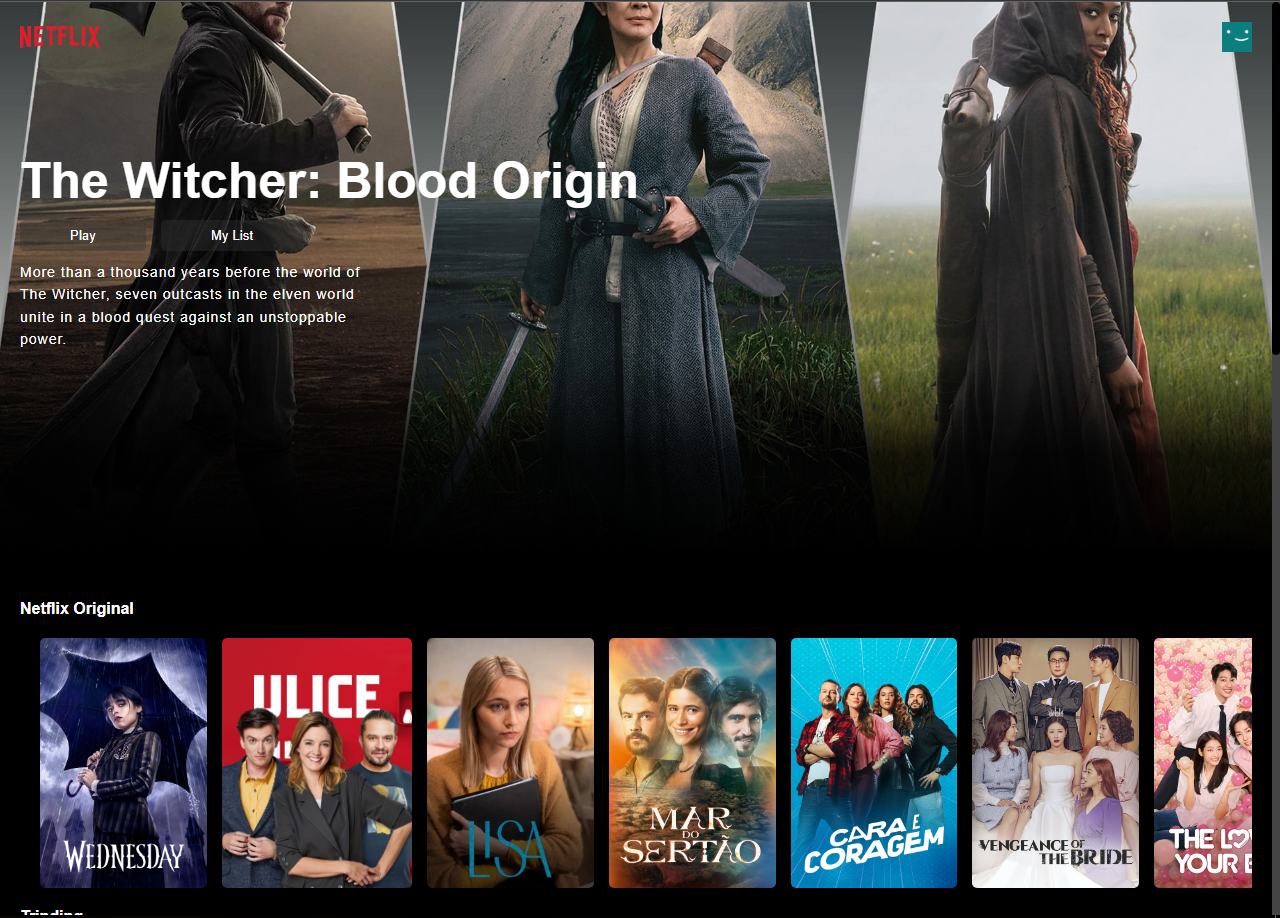 NETFLIX
The Witcher: Blood Origin
Play
My List
More than a thousand years before the world of
The Witcher, seven outcasts in the elven world
unite in a blood quest against an unstoppable
power.
Netflix Original
WEDNESDAY
ULICE
LISA
MAR
DO
SERTÃO
CARA E
CORAGEM
VENGEANCE OF
THE BRIDE
THE LO
YOUR
Trinding